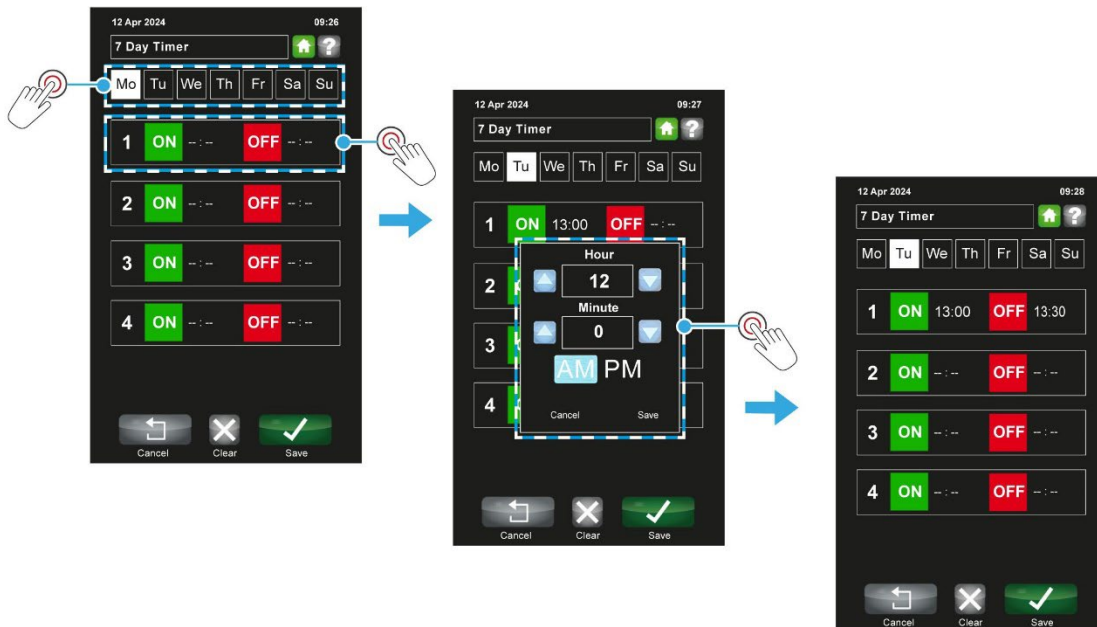 12 Apr 2024 09:26
7 Day Timer ?
Mo Tu We Th Fr Sa Su
1 ON --:-- OFF --:--
2 ON --:-- OFF --:--
3 ON --:-- OFF --:--
4 ON --:-- OFF --:--
Cancel Clear Save
12 Apr 2024 09:27
7 Day Timer ?
Mo Tu We Th Fr Sa Su
1 ON 13:00 OFF --:--
Hour
2 12
Minute
3 0
AM PM
4
Cancel Save
Cancel Clear Save
12 Apr 2024 09:28
7 Day Timer ?
Mo Tu We Th Fr Sa Su
1 ON 13:00 OFF 13:30
2 ON --:-- OFF --:--
3 ON --:-- OFF --:--
4 ON --:-- OFF --:--
Cancel Clear Save